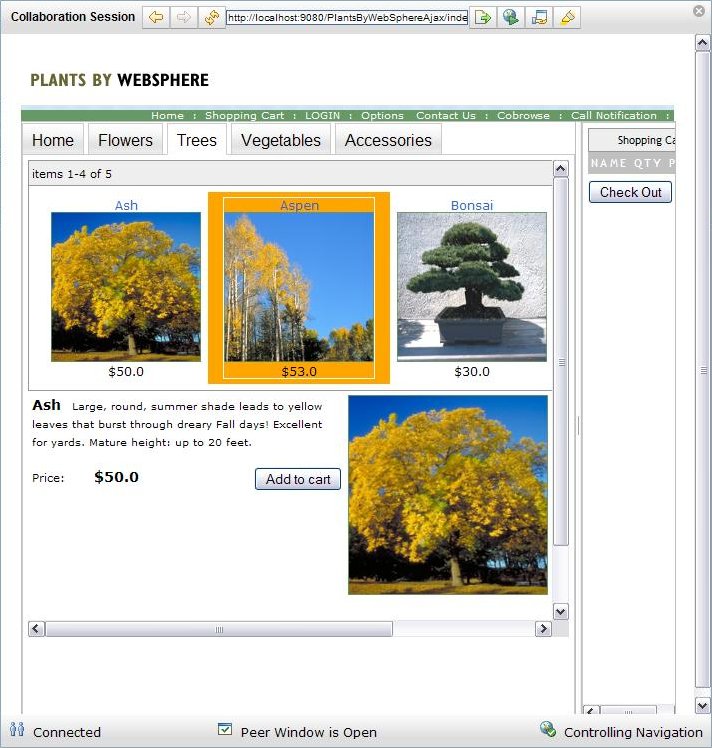 Collaboration Session
http://localhost:9080/PlantsByWebSphereAjax/inde
PLANTS BY WEBSPHERE
Home : Shopping Cart : LOGIN : Options Contact Us : Cobrowse : Call Notification :
Home Flowers Trees Vegetables Accessories
Shopping Ca
items 1-4 of 5
NAME QTY P
Check Out
Ash Aspen Bonsai
$50.0 $53.0 $30.0
Ash Large, round, summer shade leads to yellow
leaves that burst through dreary Fall days! Excellent
for yards. Mature height: up to 20 feet.
Price: $50.0 Add to cart
Connected Peer Window is Open Controlling Navigation